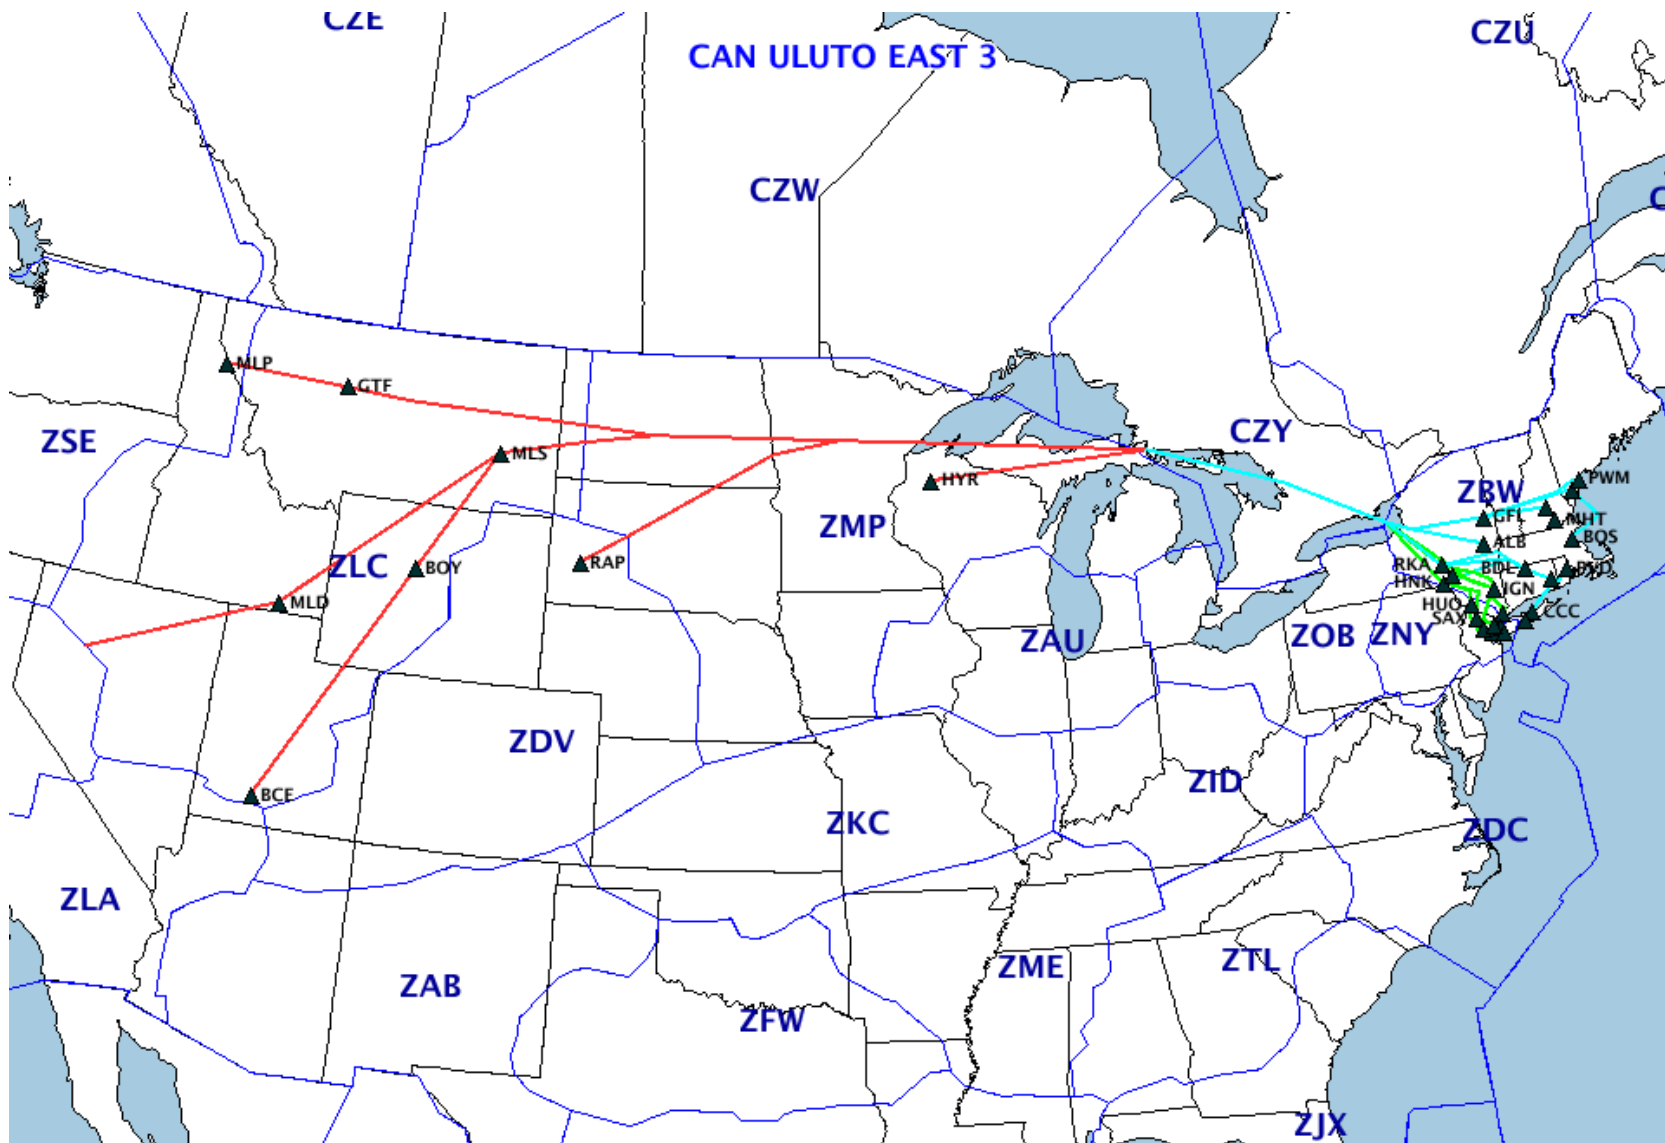 CZE
CZU
CAN ULUTO EAST 3
CZW
C
MLP
GTF
ZSE
CZY
MLS
HYR
ZBW
PWM
ZMP
GFL
MHT
BOS
ALB
ZLC
BOY
RAP
RKA
BDL
PVD
HNK
IGN
MLD
HUO
CCC
SAX
ZAU
ZOB
ZNY
ZDV
ZID
BCE
ZKC
ZDC
ZLA
ZME
ZTL
ZAB
ZFW
ZJX